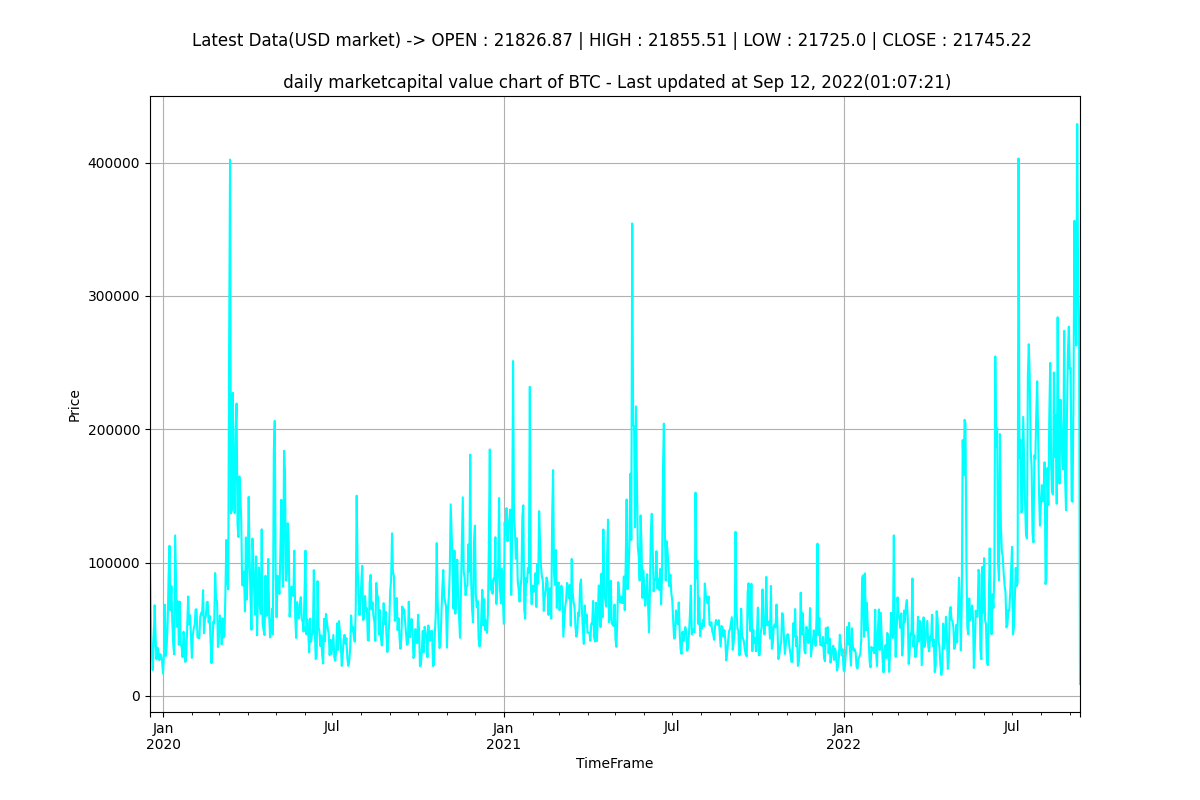 Latest Data(USD market) -> OPEN : 21826.87 | HIGH : 21855.51 | LOW : 21725.0 | CLOSE : 21745.22
daily marketcapital value chart of BTC - Last updated at Sep 12, 2022(01:07:21)
400000
300000
200000
100000
0
Price
Jan
2020
Jul
Jan
2021
Jul
Jan
2022
Jul
TimeFrame